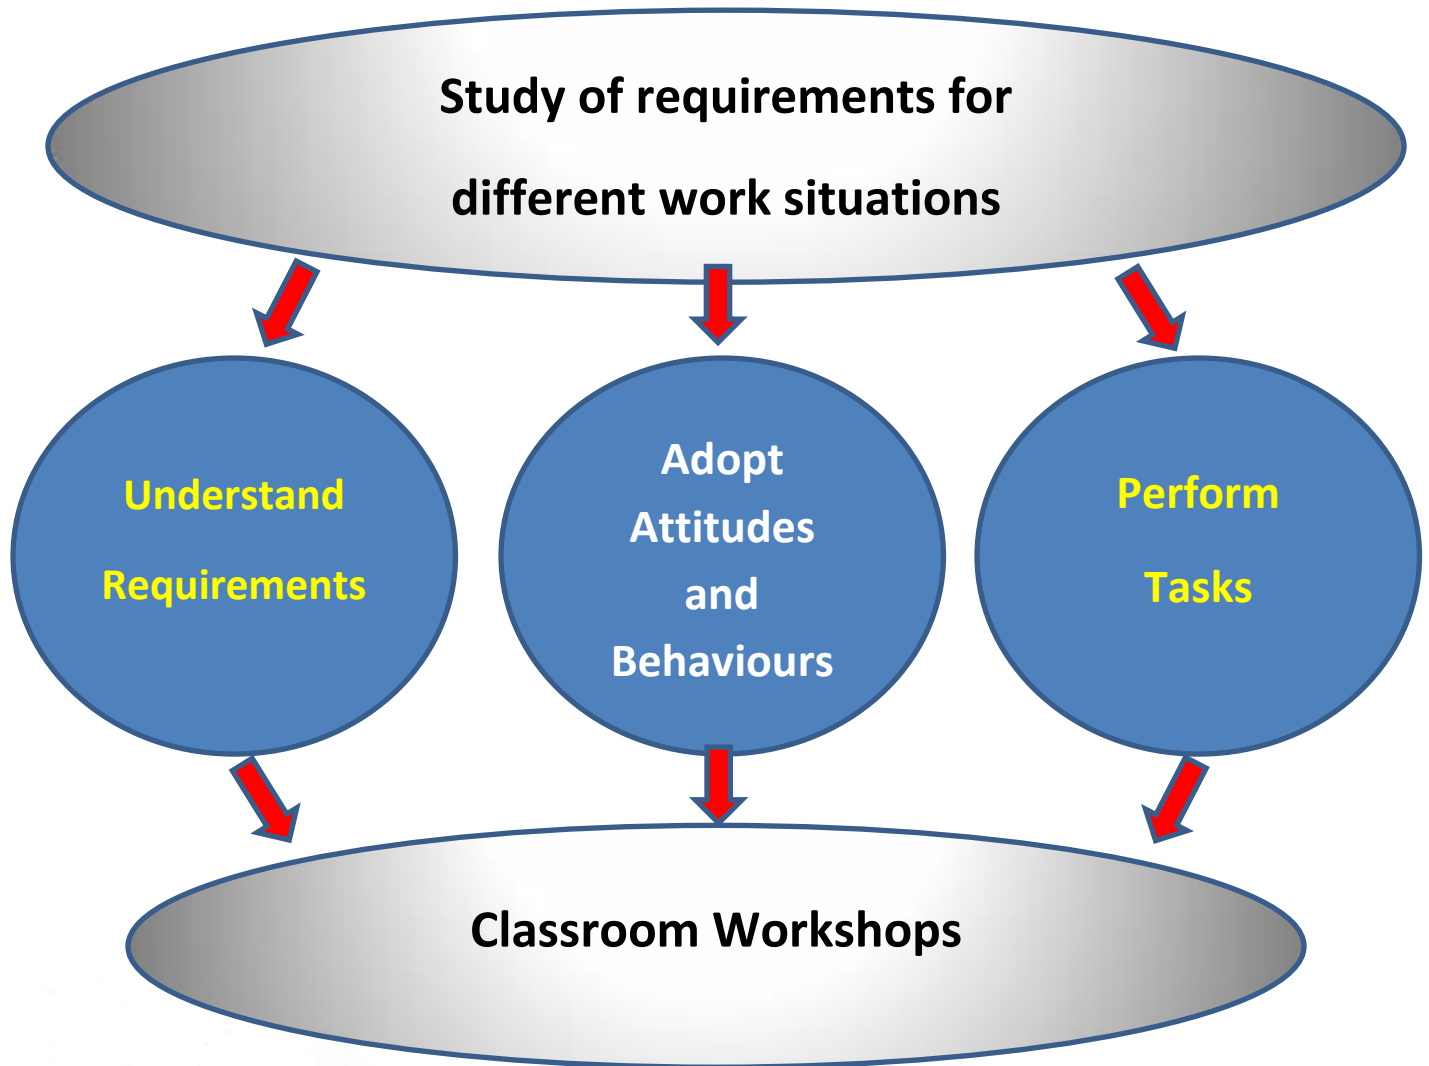 Study of requirements for
different work situations
Understand
Requirements
Adopt
Attitudes
and
Behaviours
Perform
Tasks
Classroom Workshops